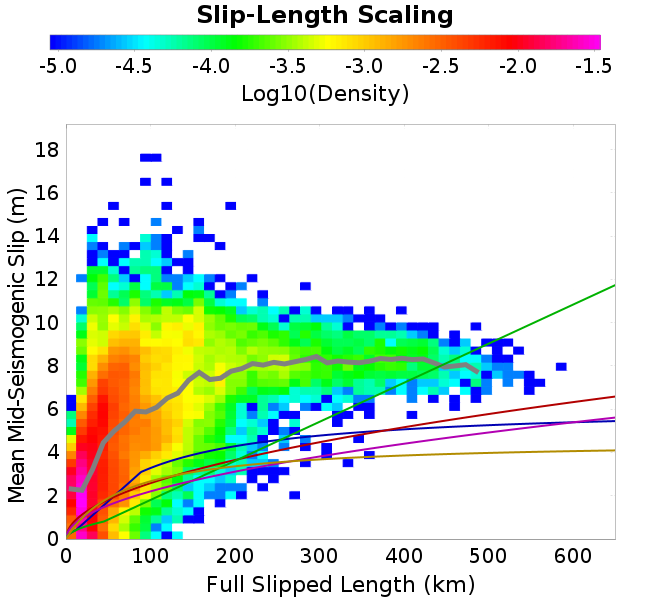 Slip-Length Scaling
-5.0 -4.5 -4.0 -3.5 -3.0 -2.5 -2.0 -1.5
Log10(Density)
18
16
14
12
10
8
6
4
2
0
Mean Mid-Seismogenic Slip (m)
0 100 200 300 400 500 600
Full Slipped Length (km)